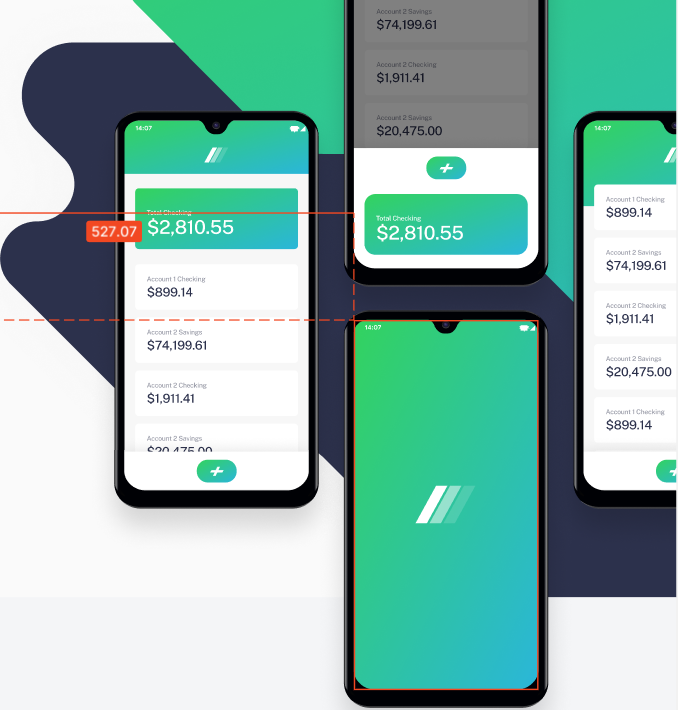 Account 2 Savings
$74,199.61
Account 2 Checking
$1,911.41
Account 2 Savings
$20,475.00
Total Checking
$2,810.55
14:07
Total Checking
$2,810.55
527.07
Account 1 Checking
$899.14
Account 2 Savings
$74,199.61
Account 2 Checking
$1,911.41
Account 2 Savings
$20,475.00
14:07
14:07
Account 1 Checking
$899.14
Account 2 Savings
$74,199.61
Account 2 Checking
$1,911.41
Account 2 Savings
$20,475.00
Account 1 Checking
$899.14